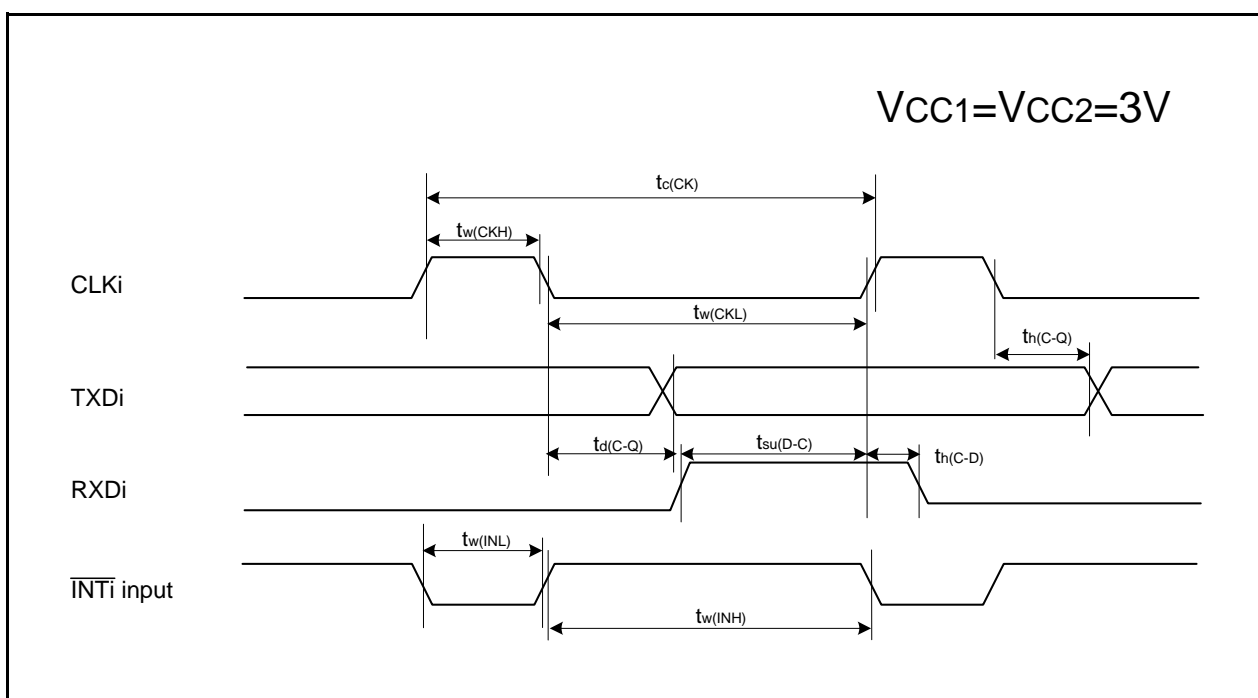 VCC1=VCC2=3V
tc(CK)
tw(CKH)
CLKi
tw(CKL)
th(C-Q)
TXDi
td(C-Q)
tsu(D-C)
th(C-D)
RXDi
tw(INL)
INTi input
tw(INH)